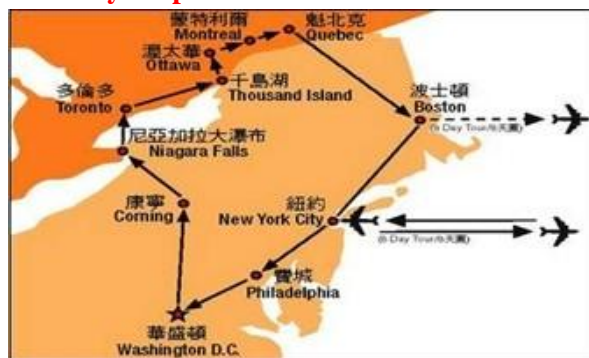 蒙特利爾
Montreal
魁北克
Quebec
渥太華
Ottawa
千島湖
Thousand Island
多倫多
Toronto
波士頓
Boston
尼亞加拉大瀑布
Niagara Falls
康寧
Corning
紐約
New York City
費城
Philadelphia
華盛頓
Washington D.C.